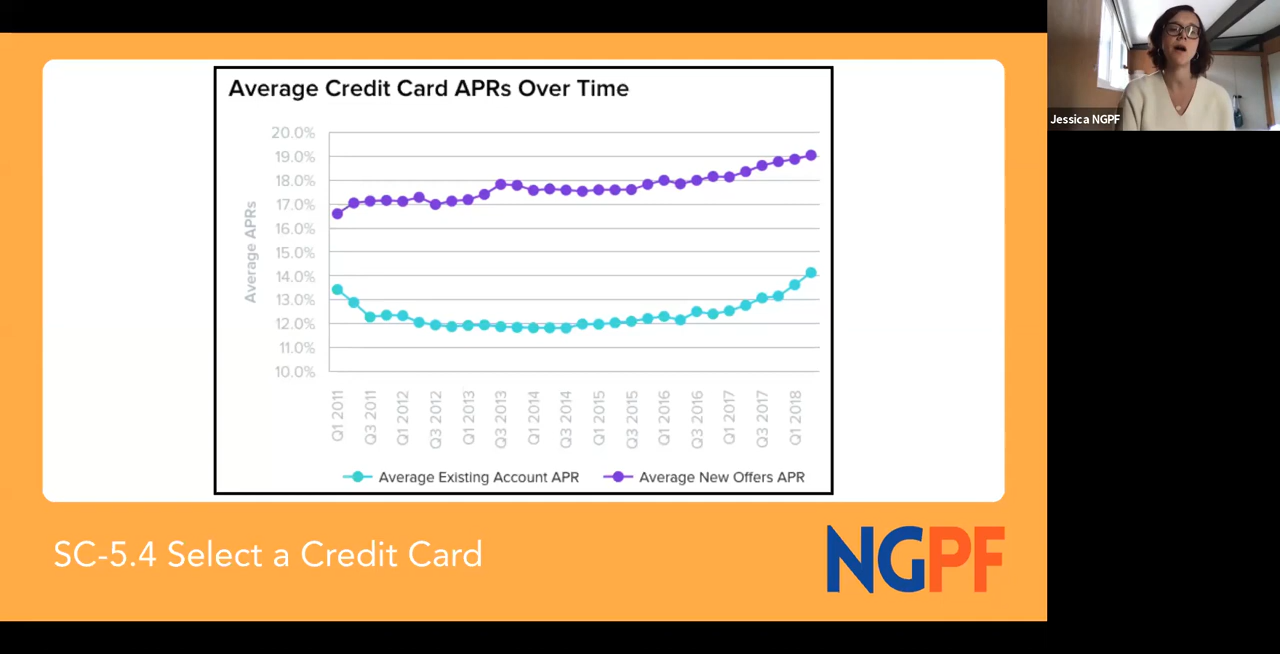 Average Credit Card APRs Over Time
20.0%
19.0%
18.0%
17.0%
16.0%
15.0%
14.0%
13.0%
12.0%
11.0%
10.0%
Average APRs
Q1 2011
Q3 2011
Q1 2012
Q3 2012
Q1 2013
Q3 2013
Q1 2014
Q3 2014
Q1 2015
Q3 2015
Q1 2016
Q3 2016
Q1 2017
Q3 2017
Q1 2018
Average Existing Account APR
Average New Offers APR
SC-5.4 Select a Credit Card
NGPF
Jessica NGPF